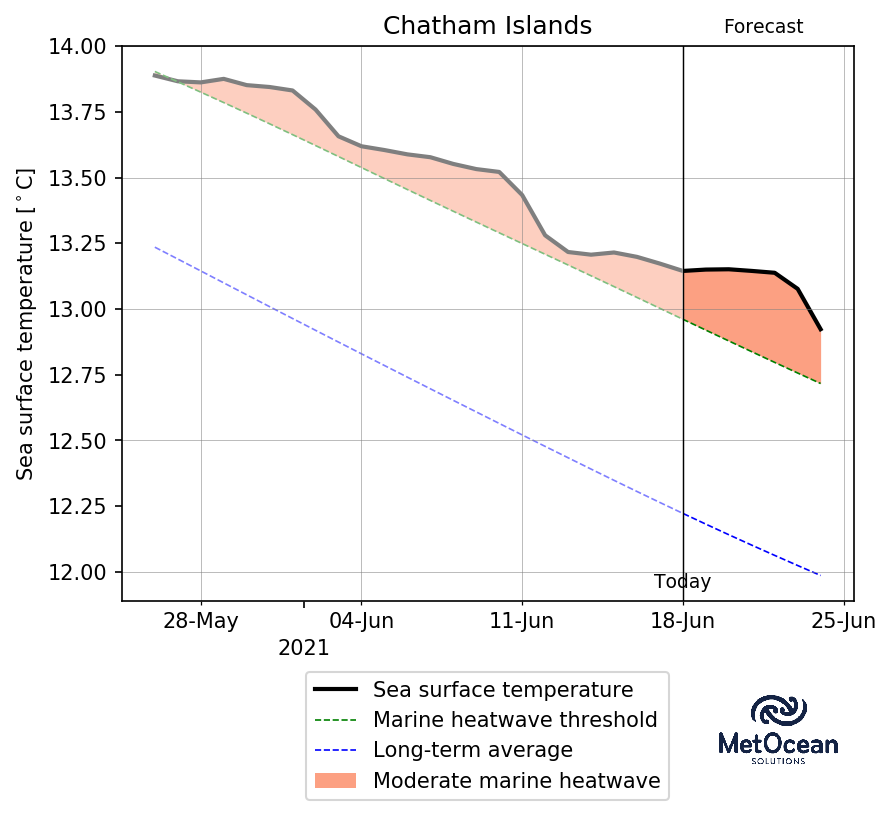 Chatham Islands
Forecast
14.00
13.75
13.50
13.25
13.00
12.75
12.50
12.25
12.00
Sea surface temperature [°C]
Today
28-May
04-Jun
11-Jun
18-Jun
25-Jun
2021
Sea surface temperature
Marine heatwave threshold
Long-term average
Moderate marine heatwave
MetOcean
SOLUTIONS